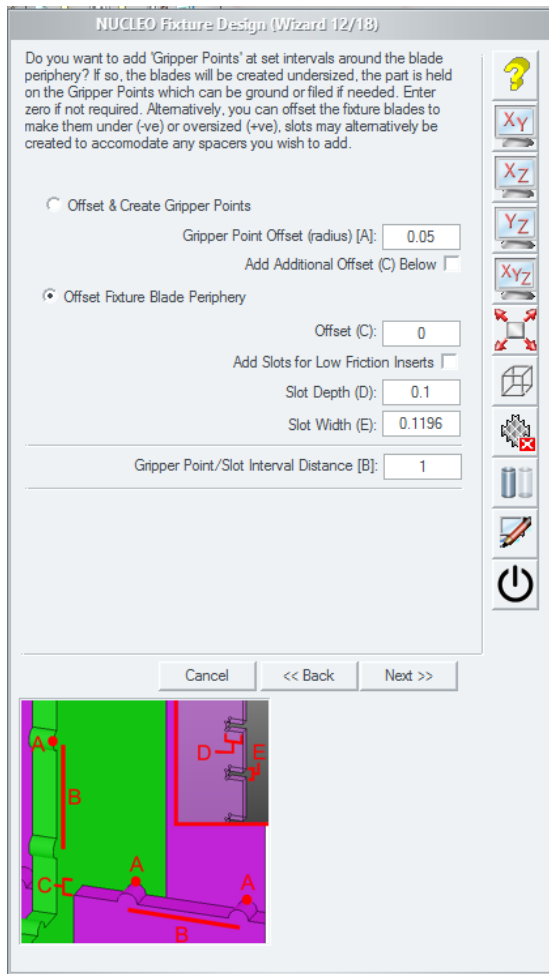 NUCLEO Fixture Design (Wizard 12/18)
Do you want to add 'Gripper Points' at set intervals around the blade
periphery? If so, the blades will be created undersized, the part is held
on the Gripper Points which can be ground or filed if needed. Enter
zero if not required. Alternatively, you can offset the fixture blades to
make them under (-ve) or oversized (+ve), slots may alternatively be
created to accomodate any spacers you wish to add.
Offset & Create Gripper Points
Gripper Point Offset (radius) [A]: 0.05
Add Additional Offset (C) Below
Offset Fixture Blade Periphery
Offset (C): 0
Add Slots for Low Friction Inserts
Slot Depth (D): 0.1
Slot Width (E): 0.1196
Gripper Point/Slot Interval Distance [B]: 1
Cancel << Back Next >>
?
XY
XZ
YZ
XYZ
A
D E
B
C A A
B